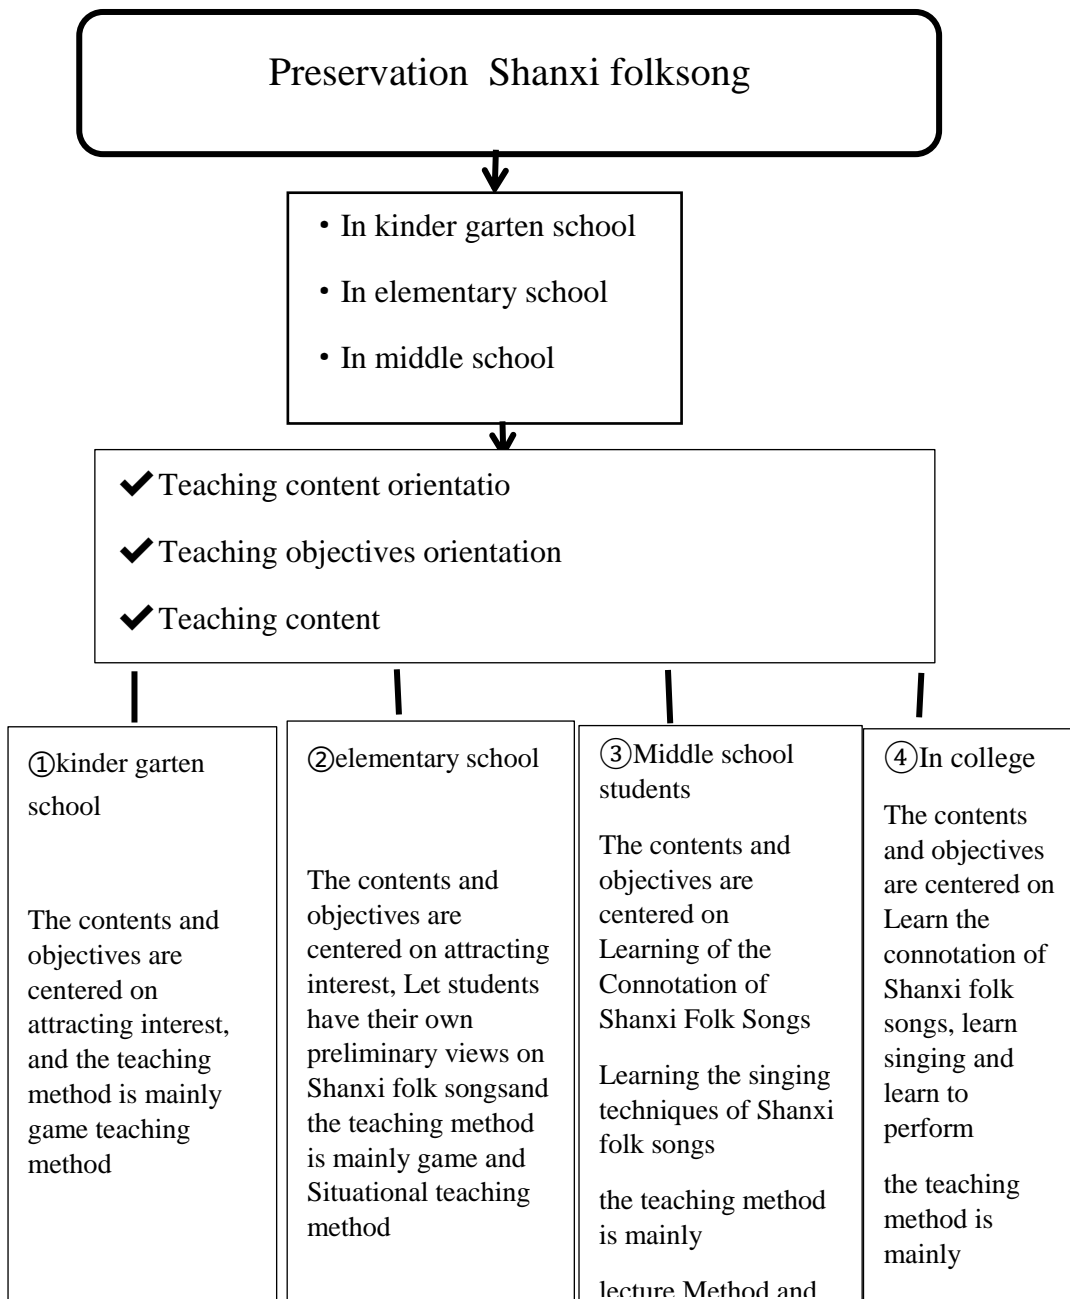 Preservation  Shanxi folksong
・In kinder garten school
・In elementary school
・In middle school
✔Teaching content orientatio
✔Teaching objectives orientation
✔Teaching content
①kinder garten
school
The contents and
objectives are
centered on
attracting interest,
and the teaching
method is mainly
game teaching
method
②elementary school
The contents and
objectives are
centered on attracting
interest, Let students
have their own
preliminary views on
Shanxi folk songsand
the teaching method
is mainly game and
Situational teaching
method
③Middle school
students
The contents and
objectives are
centered on
Learning of the
Connotation of
Shanxi Folk Songs
Learning the singing
techniques of Shanxi
folk songs
the teaching method
is mainly
lecture Method and
④In college
The contents
and objectives
are centered on
Learn the
connotation of
Shanxi folk
songs, learn
singing and
learn to
perform
the teaching
method is
mainly